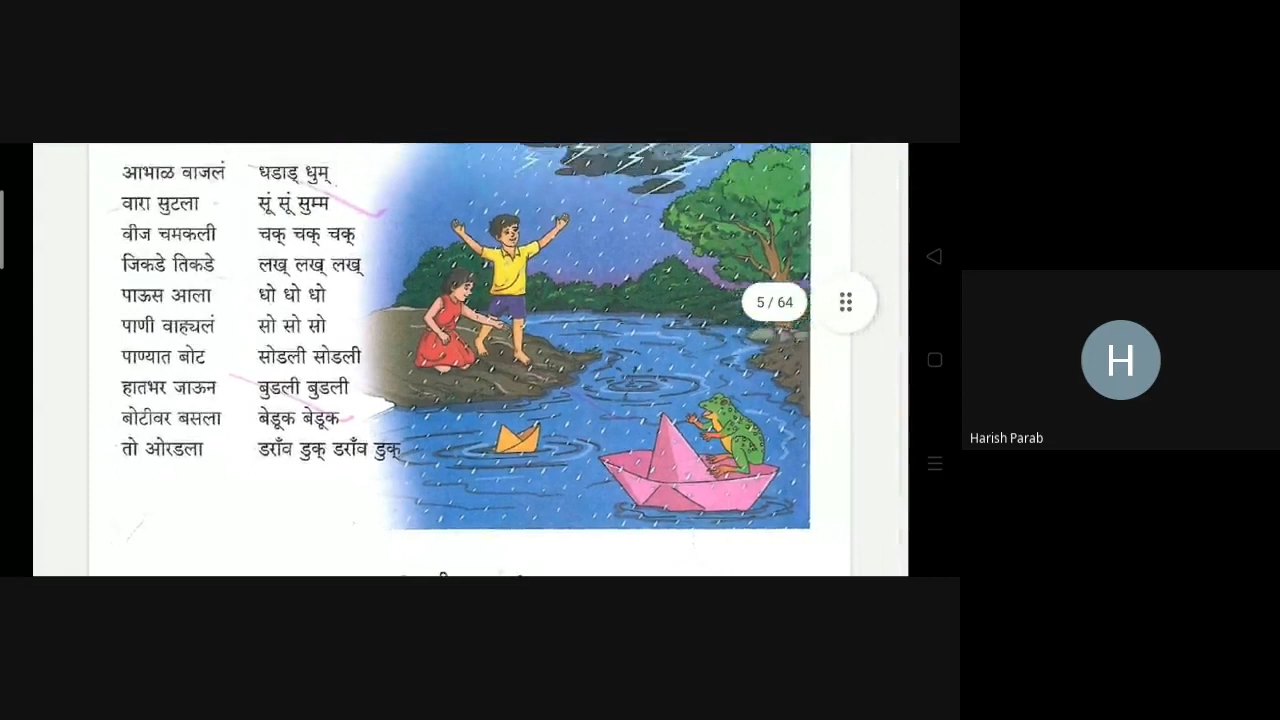 आभाळ वाजलं धडाड् धुम्
वारा सुटला सूं सूं सुम्म
वीज चमकली चक् चक् चक्
जिकडे तिकडे लख् लख् लख्
पाऊस आला धो धो धो
पाणी वाहयलं सो सो सो
पाण्यात बोट सोडली सोडली
हातभर जाऊन बुडली बुडली
बोटीवर बसला बेडूक बेडूक
तो ओरडला डराँव डुक् डराँव डुक्
5 / 64
H
Harish Parab